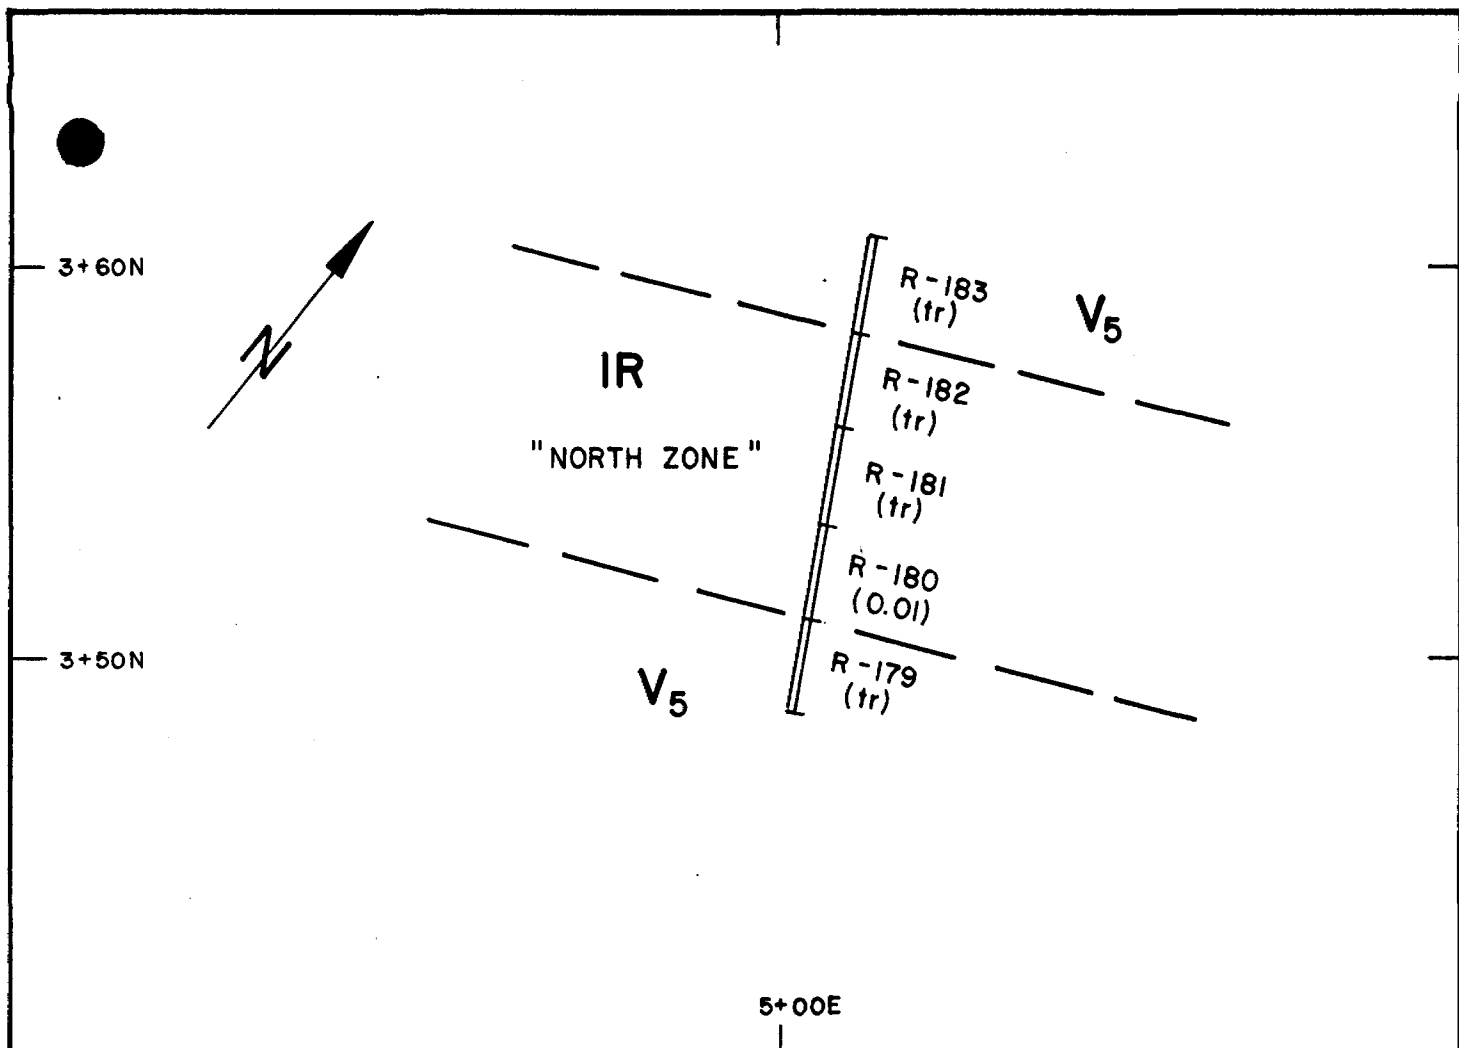 3+60N
N
R-183
(tr)
V5
IR
R-182
(tr)
"NORTH ZONE"
R-181
(tr)
R-180
(0.01)
3+50N
R-179
(tr)
V5
5+00E